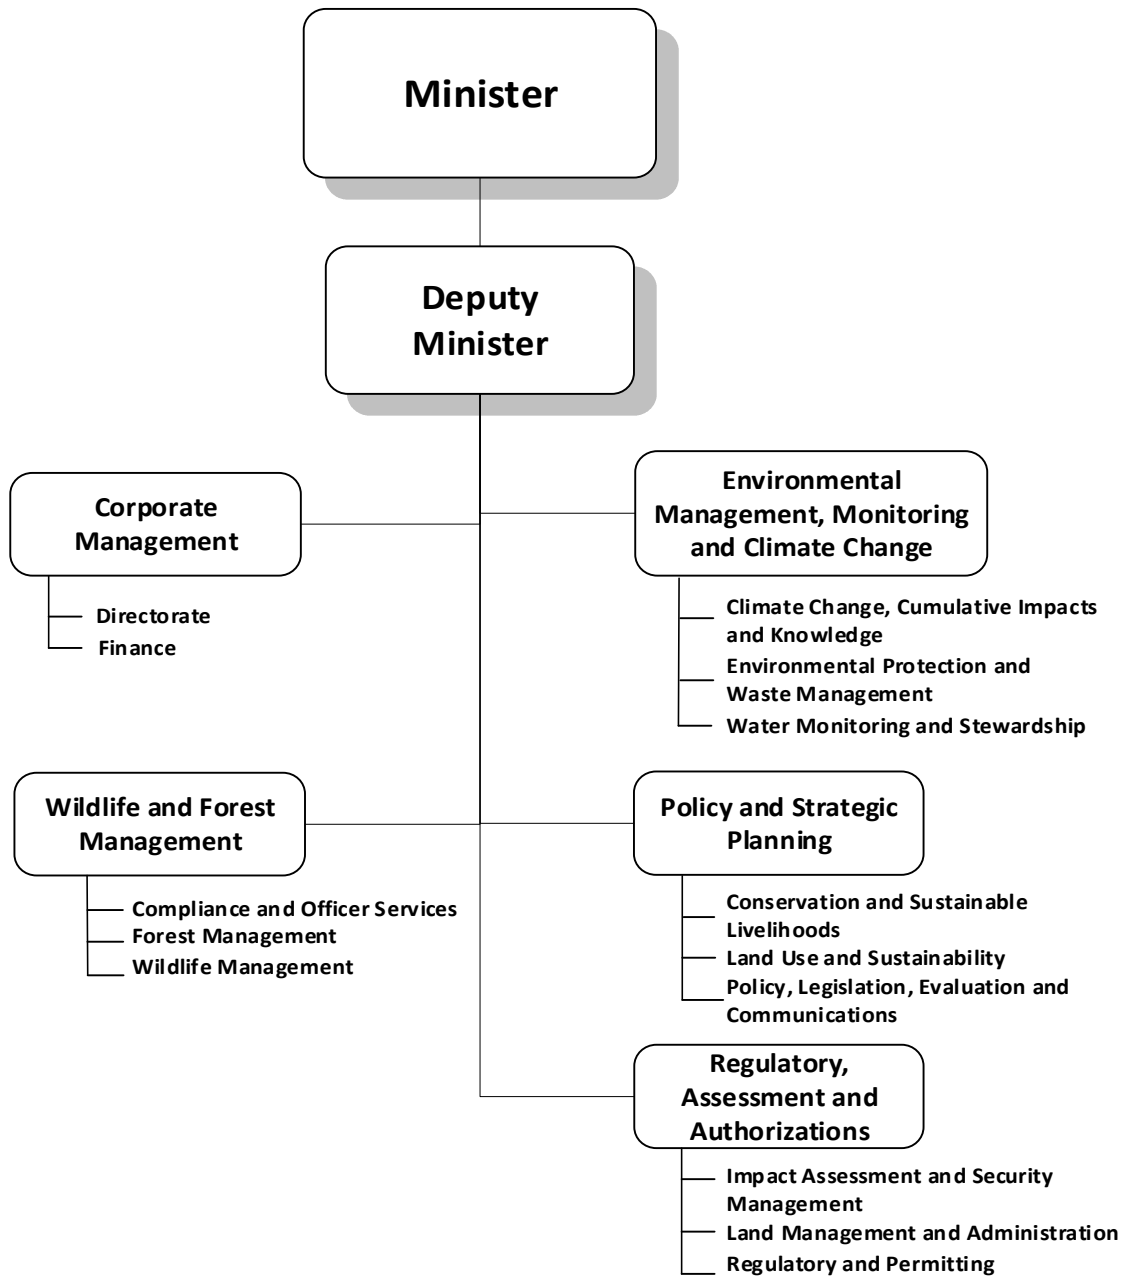 Minister
Deputy
Minister
Corporate
Management
Directorate
Finance
Environmental
Management, Monitoring
and Climate Change
Climate Change, Cumulative Impacts
and Knowledge
Environmental Protection and
Waste Management
Water Monitoring and Stewardship
Wildlife and Forest
Management
Compliance and Officer Services
Forest Management
Wildlife Management
Policy and Strategic
Planning
Conservation and Sustainable
Livelihoods
Land Use and Sustainability
Policy, Legislation, Evaluation and
Communications
Regulatory,
Assessment and
Authorizations
Impact Assessment and Security
Management
Land Management and Administration
Regulatory and Permitting